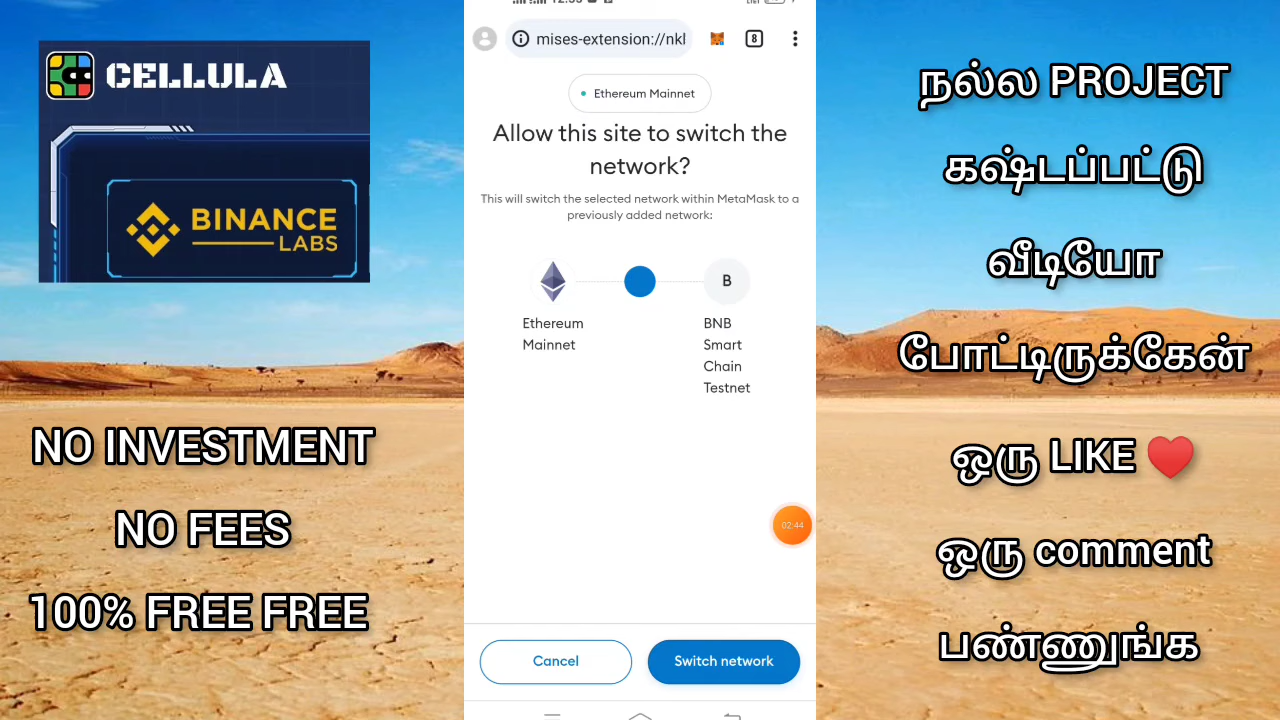 CELLULA
BINANCE
LABS
NO INVESTMENT
NO FEES
100% FREE FREE
mises-extension://nkl
8
Ethereum Mainnet
Allow this site to switch the
network?
This will switch the selected network within MetaMask to a
previously added network:
B
Ethereum
Mainnet
BNB
Smart
Chain
Testnet
02:44
Cancel
Switch network
நல்ல PROJECT
கஷ்டப்பட்டு
வீடியோ
போட்டிருக்கேன்
ஒரு LIKE ♥
ஒரு comment
பண்ணுங்க